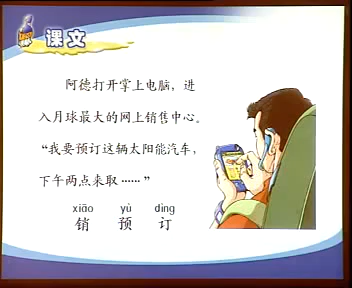 课文
阿德打开掌上电脑，进
入月球最大的网上销售中心。
“我要预订这辆太阳能汽车，
下午两点来取……”
xiāo yù dìng
销 预 订